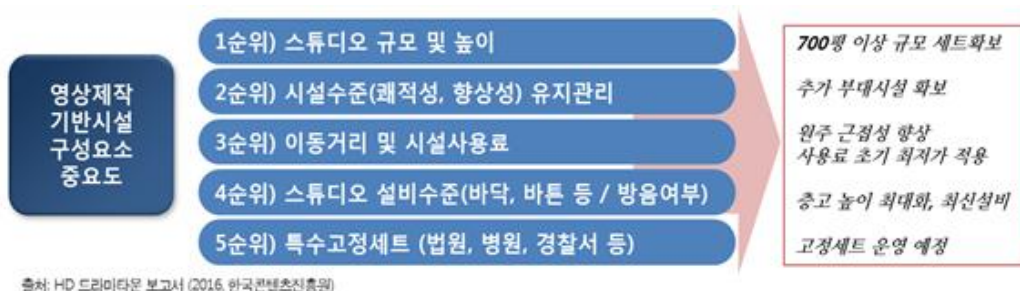 영상제작
기반시설
구성요소
중요도
1순위) 스튜디오 규모 및 높이
2순위) 시설수준(쾌적성, 향상성) 유지관리
3순위) 이동거리 및 시설사용료
4순위) 스튜디오 설비수준(바닥, 바튼 등 / 방음여부)
5순위) 특수고정세트 (법원, 병원, 경찰서 등)
700평 이상 규모 세트확보
추가 부대시설 확보
원주 근접성 향상
사용료 초기 최저가 적용
층고 높이 최대화, 최신설비
고정세트 운영 예정
출처: HD 드라마타운 보고서 (2016, 한국콘텐츠진흥원)